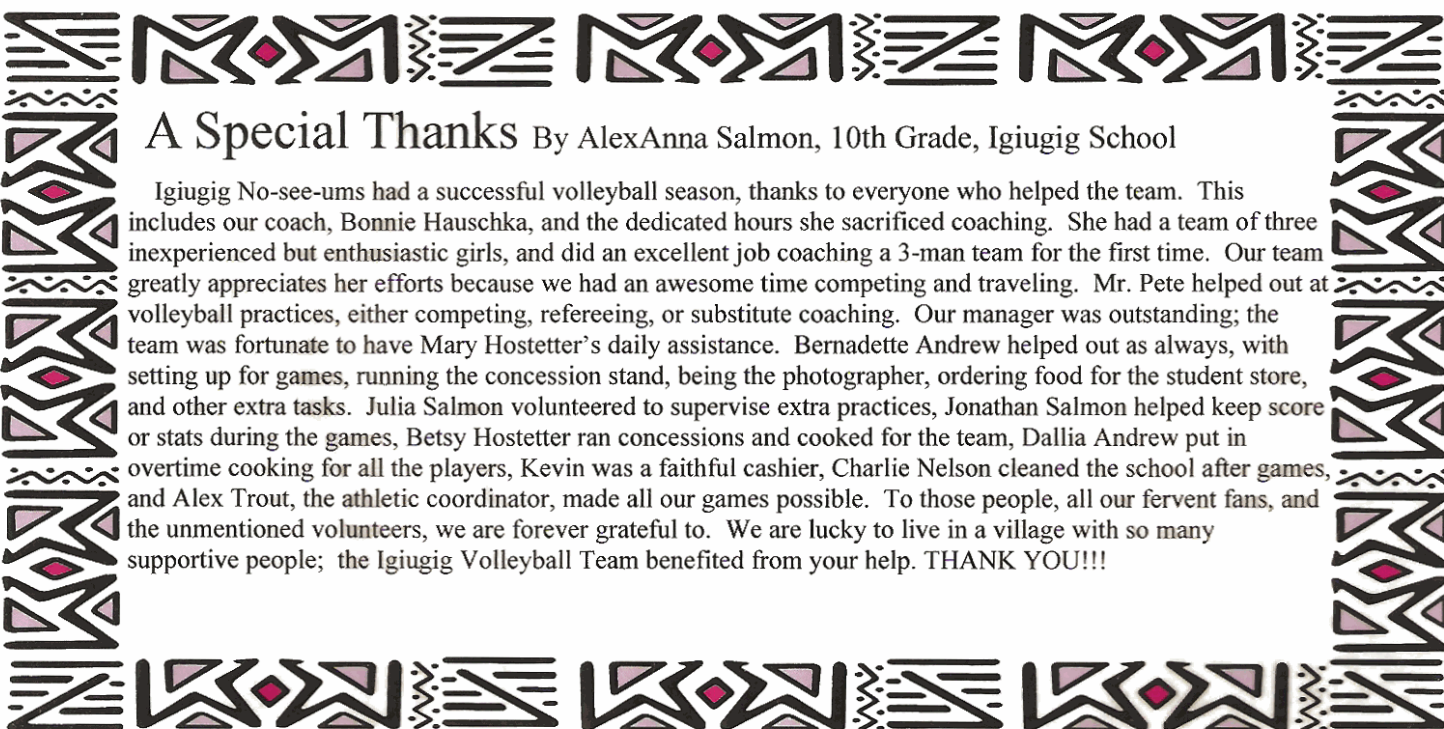 A Special Thanks By AlexAnna Salmon, 10th Grade, Igiugig School
Igiugig No-see-ums had a successful volleyball season, thanks to everyone who helped the team. This
includes our coach, Bonnie Hauschka, and the dedicated hours she sacrificed coaching. She had a team of three
inexperienced but enthusiastic girls, and did an excellent job coaching a 3-man team for the first time. Our team
greatly appreciates her efforts because we had an awesome time competing and traveling. Mr. Pete helped out at
volleyball practices, either competing, refereeing, or substitute coaching. Our manager was outstanding; the
team was fortunate to have Mary Hostetter's daily assistance. Bernadette Andrew helped out as always, with
setting up for games, running the concession stand, being the photographer, ordering food for the student store,
and other extra tasks. Julia Salmon volunteered to supervise extra practices, Jonathan Salmon helped keep score
or stats during the games, Betsy Hostetter ran concessions and cooked for the team, Dallia Andrew put in
overtime cooking for all the players, Kevin was a faithful cashier, Charlie Nelson cleaned the school after games,
and Alex Trout, the athletic coordinator, made all our games possible. To those people, all our fervent fans, and
the unmentioned volunteers, we are forever grateful to. We are lucky to live in a village with so many
supportive people; the Igiugig Volleyball Team benefited from your help. THANK YOU!!!